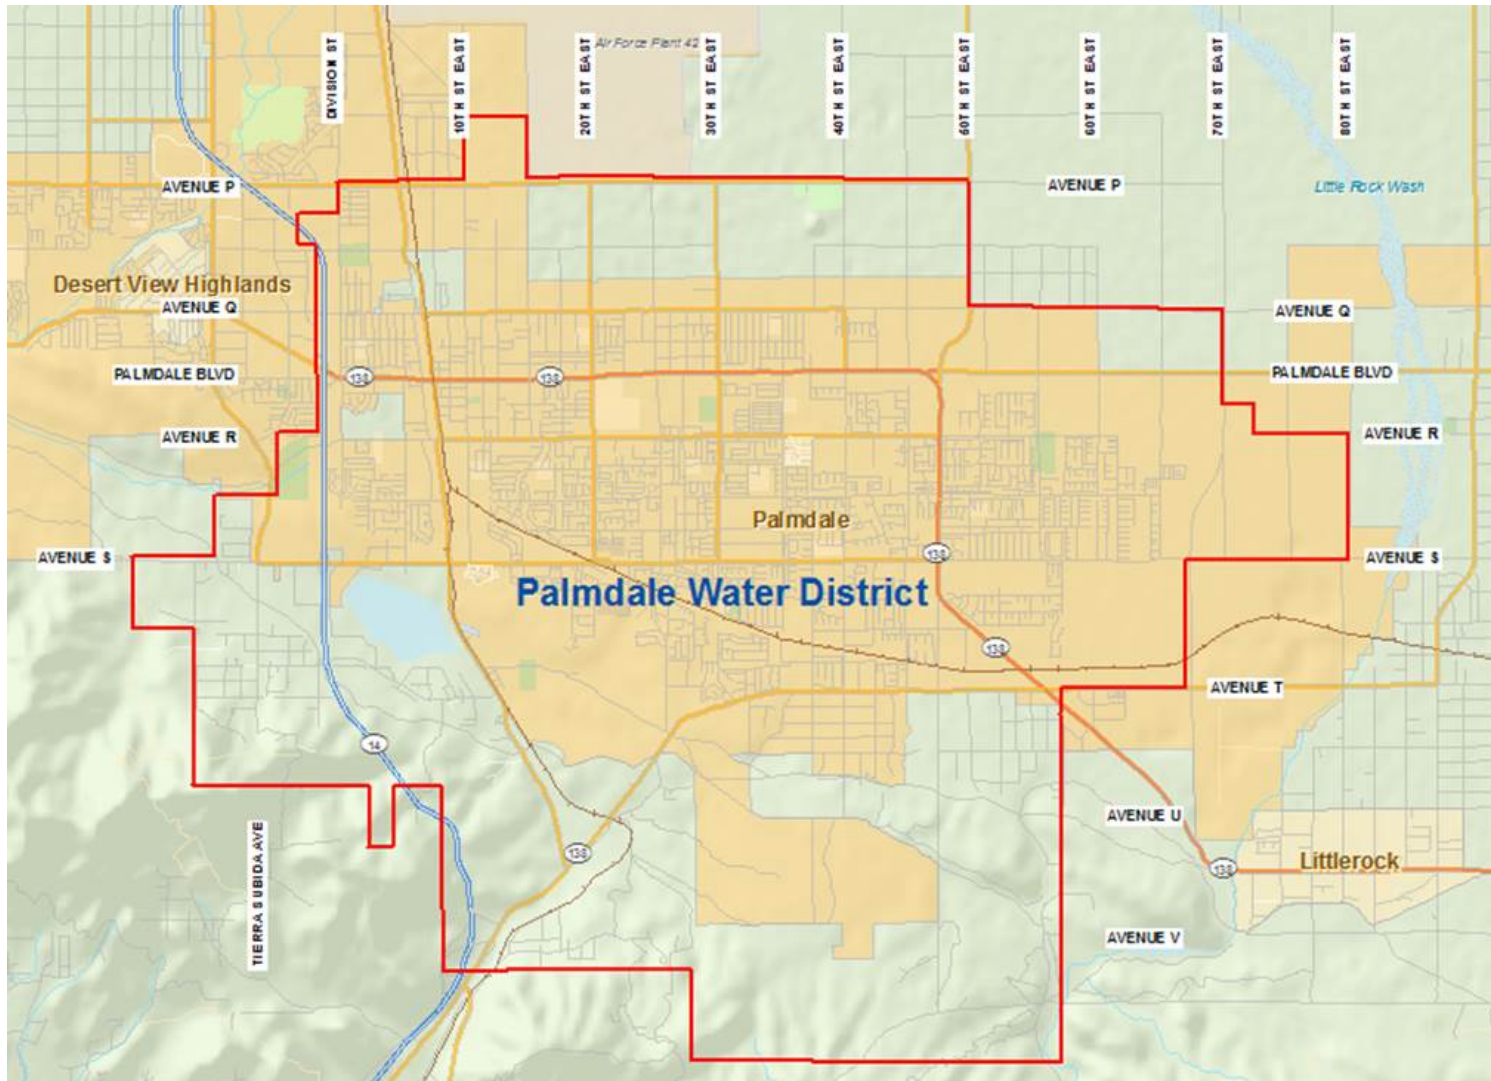 Air Force Plant 42
DIVISION ST
10TH ST EAST
20TH ST EAST
30TH ST EAST
40TH ST EAST
60TH ST EAST
60TH ST EAST
70TH ST EAST
80TH ST EAST
AVENUE P
AVENUE P
Little Rock Wash
Desert View Highlands
AVENUE Q
AVENUE Q
PALMDALE BLVD
138
138
PALMDALE BLVD
AVENUE R
AVENUE R
Palmdale
AVENUE S
138
AVENUE S
Palmdale Water District
138
AVENUE T
14
AVENUE U
TIERRA SUBIDA AVE
138
138
Littlerock
AVENUE V